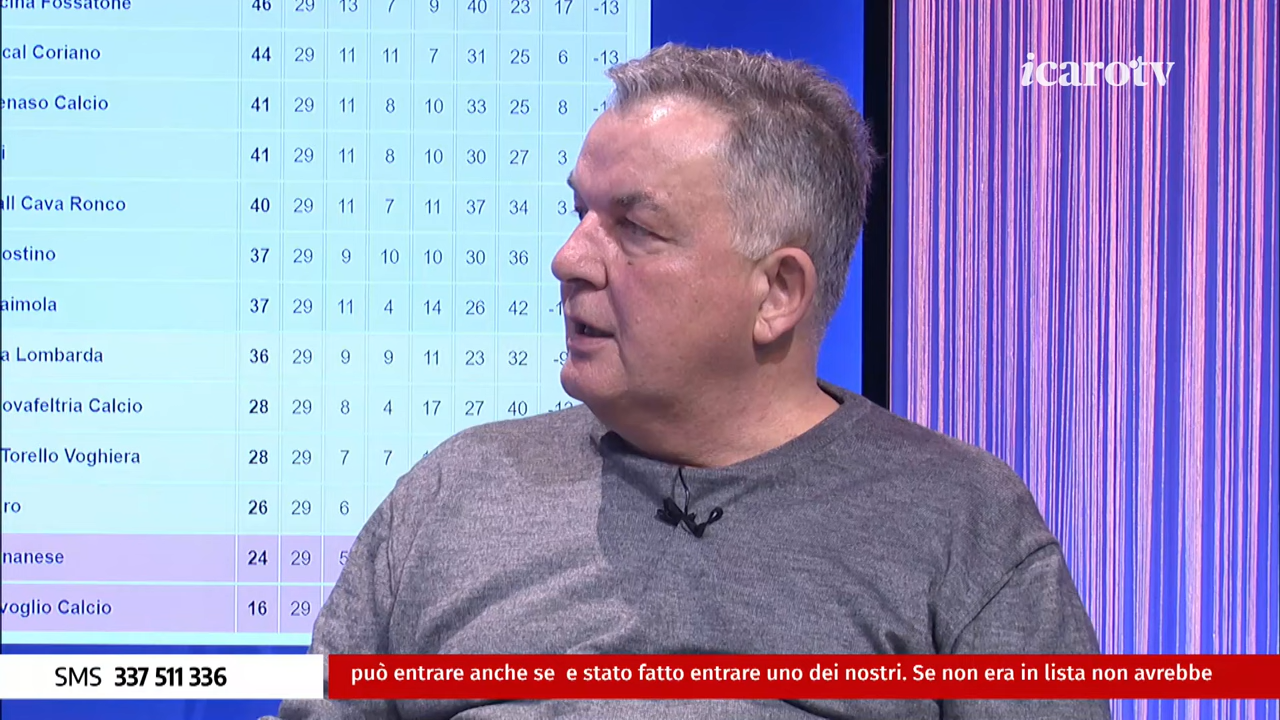 cina Fossatone 46 29 13 7 9 40 23 17 -13
cal Coriano 44 29 11 11 7 31 25 6 -13
enaso Calcio 41 29 11 8 10 33 25 8
i 41 29 11 8 10 30 27 3
all Cava Ronco 40 29 11 7 11 37 34 3
ostino 37 29 9 10 10 30 36
aimola 37 29 11 4 14 26 42
a Lombarda 36 29 9 9 11 23 32 -9
ovafeltria Calcio 28 29 8 4 17 27 40 -13
Torello Voghiera 28 29 7 7
ro 26 29 6
nanese 24 29 5
voglio Calcio 16 29
icarotv
SMS 337 511 336
può entrare anche se e stato fatto entrare uno dei nostri. Se non era in lista non avrebbe